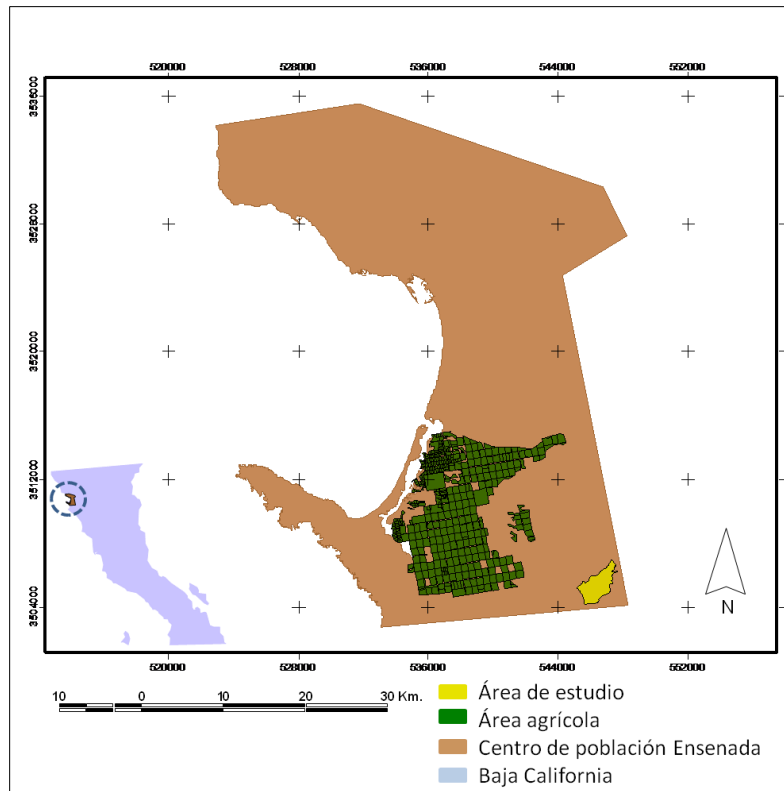 520000 528000 536000 544000 552000
3536000
3528000
3520000
3512000
3504000
N
520000 528000 536000 544000 552000
10 0 10 20 30 Km.
Área de estudio
Área agrícola
Centro de población Ensenada
Baja California